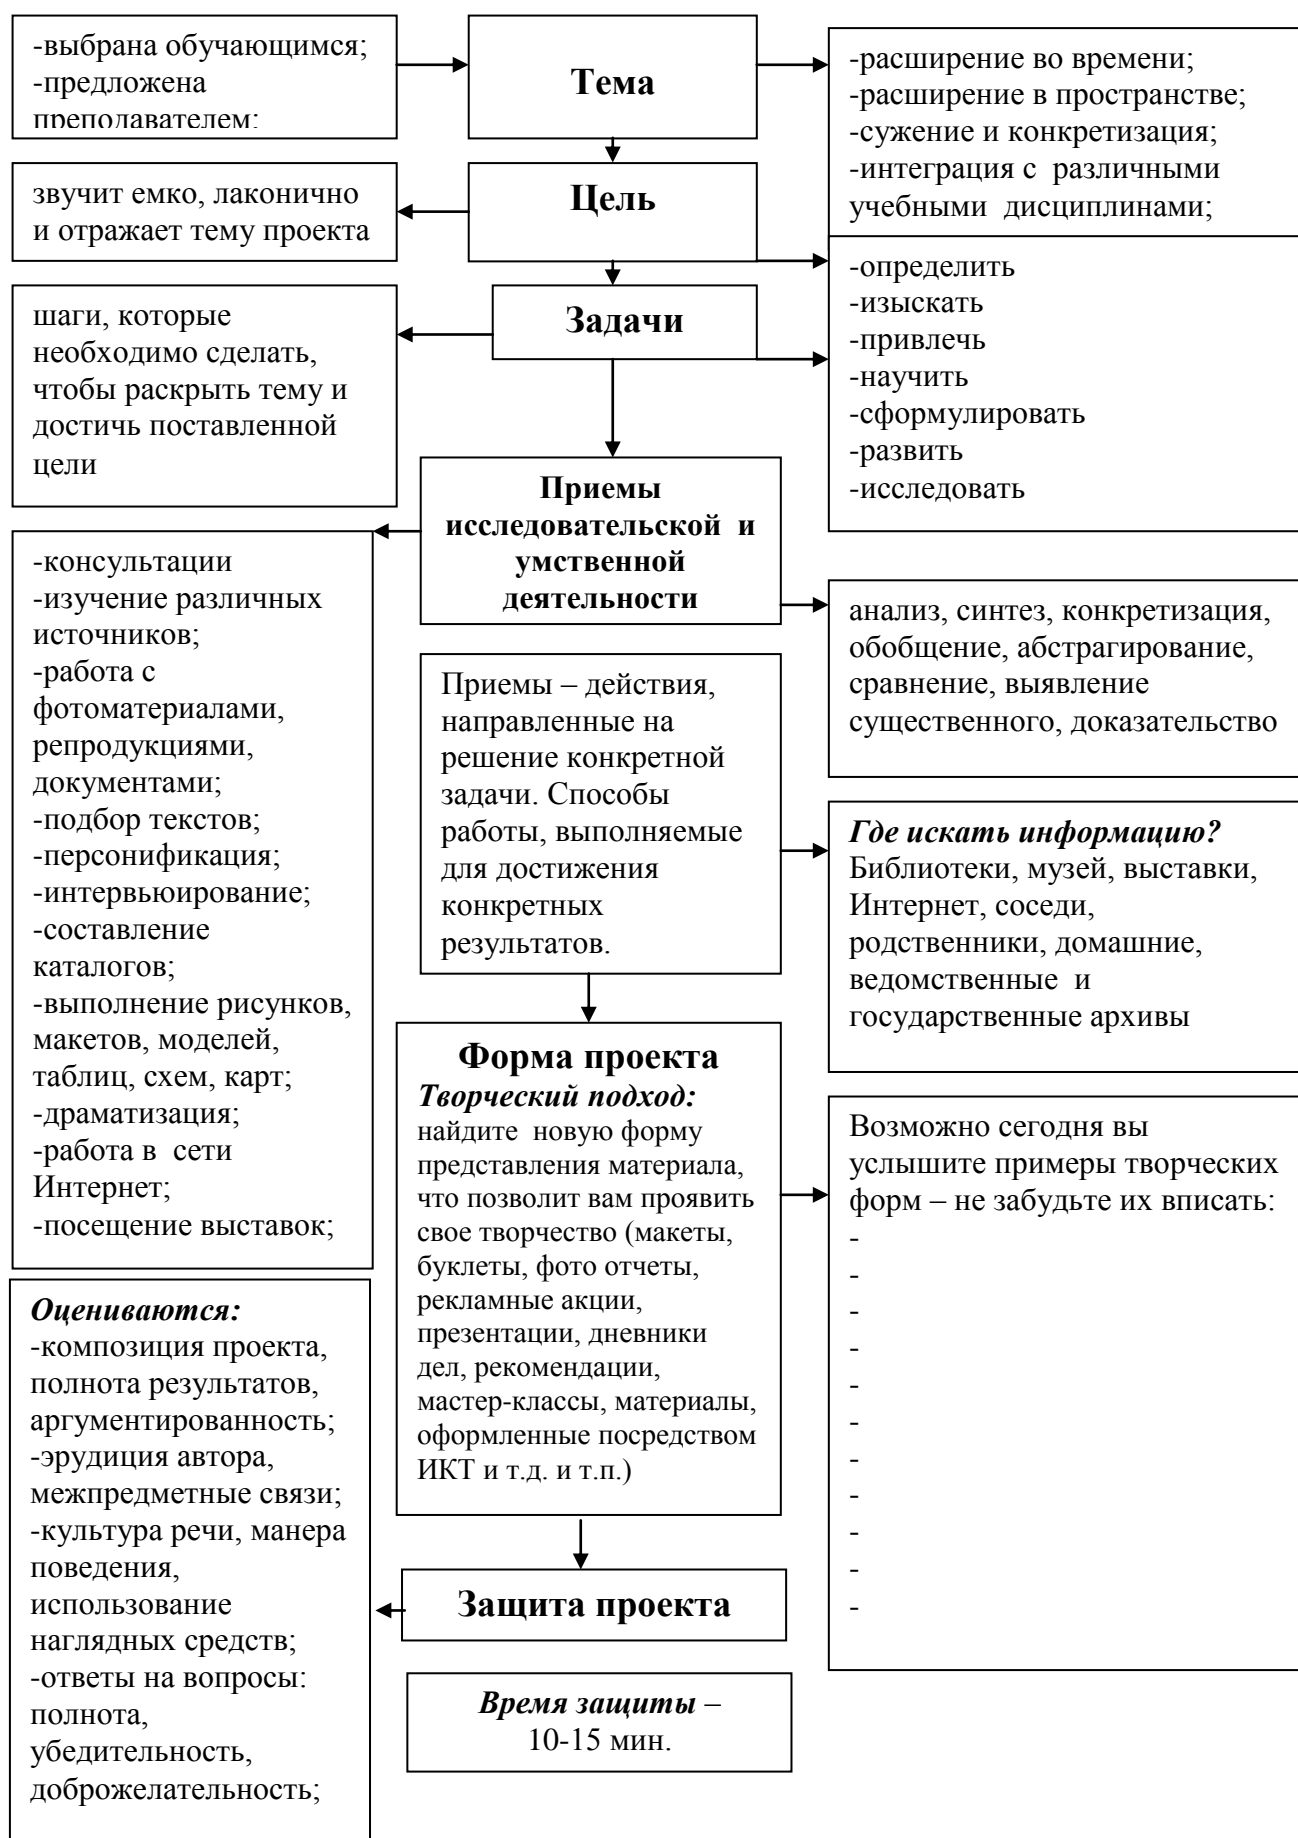 -выбрана обучающимся;
-предложена
преподавателем;
Тема
-расширение во времени;
-расширение в пространстве;
-сужение и конкретизация;
-интеграция с различными
учебными дисциплинами;
звучит емко, лаконично
и отражает тему проекта
Цель
-определить
-изыскать
-привлечь
-научить
-сформулировать
-развить
-исследовать
шаги, которые
необходимо сделать,
чтобы раскрыть тему и
достичь поставленной
цели
Задачи
Приемы
исследовательской и
умственной
деятельности
-консультации
-изучение различных
источников;
-работа с
фотоматериалами,
репродукциями,
документами;
-подбор текстов;
-персонификация;
-интервьюирование;
-составление
каталогов;
-выполнение рисунков,
макетов, моделей,
таблиц, схем, карт;
-драматизация;
-работа в сети
Интернет;
-посещение выставок;
анализ, синтез, конкретизация,
обобщение, абстрагирование,
сравнение, выявление
существенного, доказательство
Приемы – действия,
направленные на
решение конкретной
задачи. Способы
работы, выполняемые
для достижения
конкретных
результатов.
Где искать информацию?
Библиотеки, музей, выставки,
Интернет, соседи,
родственники, домашние,
ведомственные и
государственные архивы
Форма проекта
Творческий подход:
найдите новую форму
представления материала,
что позволит вам проявить
свое творчество (макеты,
буклеты, фото отчеты,
рекламные акции,
презентации, дневники
дел, рекомендации,
мастер-классы, материалы,
оформленные посредством
ИКТ и т.д. и т.п.)
Возможно сегодня вы
услышите примеры творческих
форм – не забудьте их вписать:
-
-
-
-
-
-
-
-
-
-
-
Оцениваются:
-композиция проекта,
полнота результатов,
аргументированность;
-эрудиция автора,
межпредметные связи;
-культура речи, манера
поведения,
использование
наглядных средств;
-ответы на вопросы:
полнота,
убедительность,
доброжелательность;
Защита проекта
Время защиты –
10-15 мин.